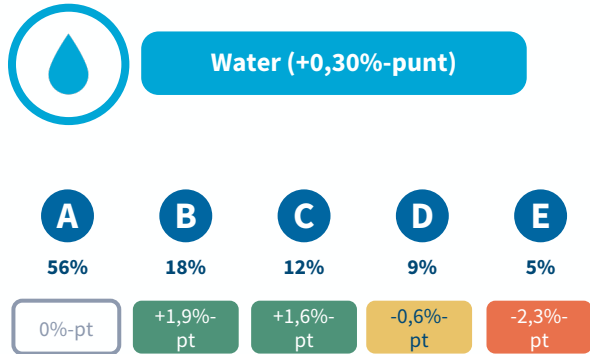 Water (+0,30%-punt)
A B C D E
56% 18% 12% 9% 5%
0%-pt +1,9%-pt +1,6%-pt -0,6%-pt -2,3%-pt